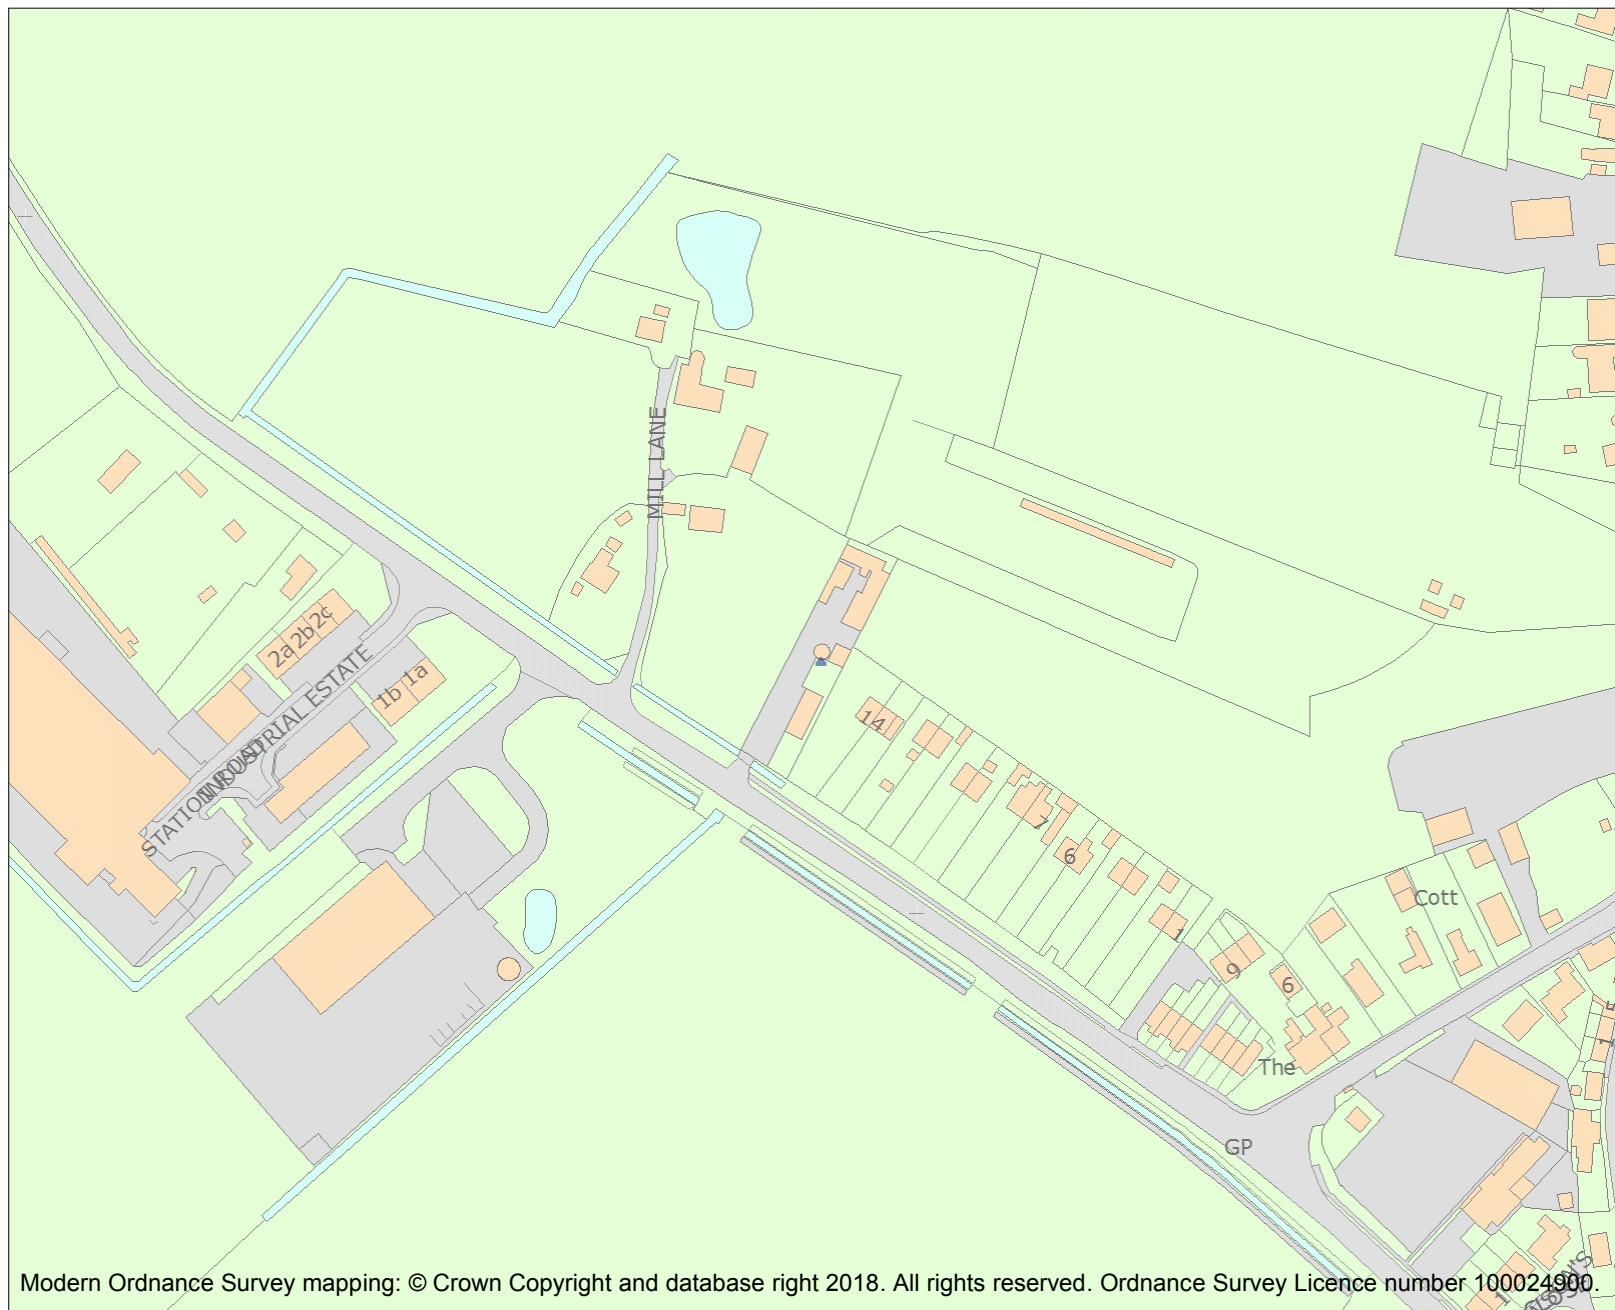 MILL LANE
2a 2b 2c
1b 1a
STATION ROAD
INDUSTRIAL ESTATE
14
7
6
1
9
6
Cott
The
GP
Modern Ordnance Survey mapping: © Crown Copyright and database right 2018. All rights reserved. Ordnance Survey Licence number 100024900.